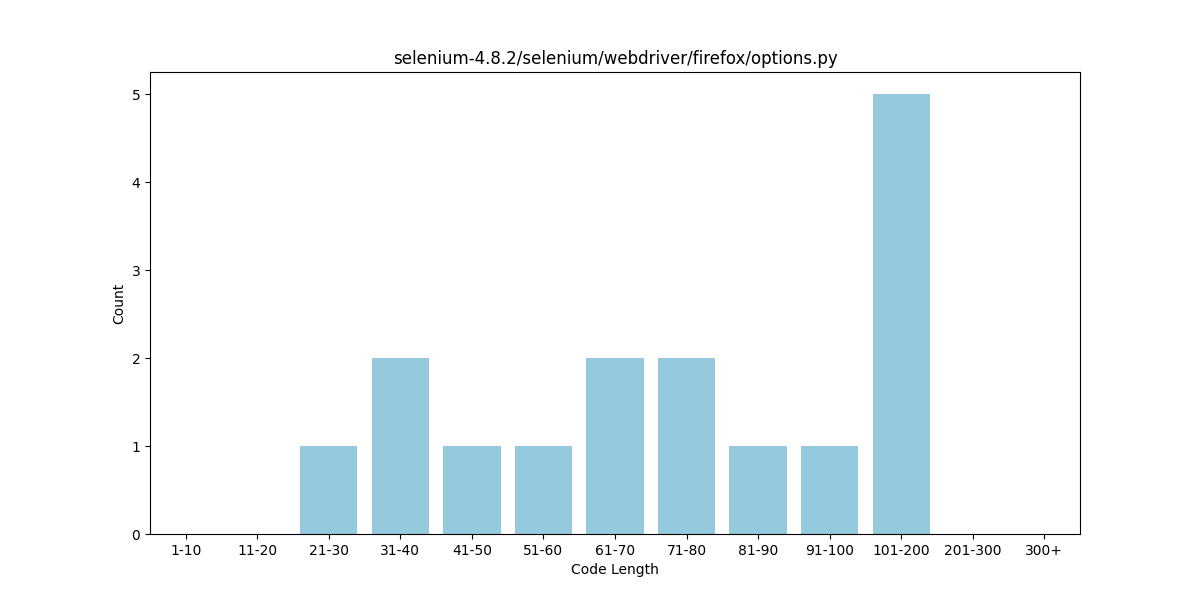 selenium-4.8.2/selenium/webdriver/firefox/options.py
5
4
3
2
1
0
Count
1-10 11-20 21-30 31-40 41-50 51-60 61-70 71-80 81-90 91-100 101-200 201-300 300+
Code Length